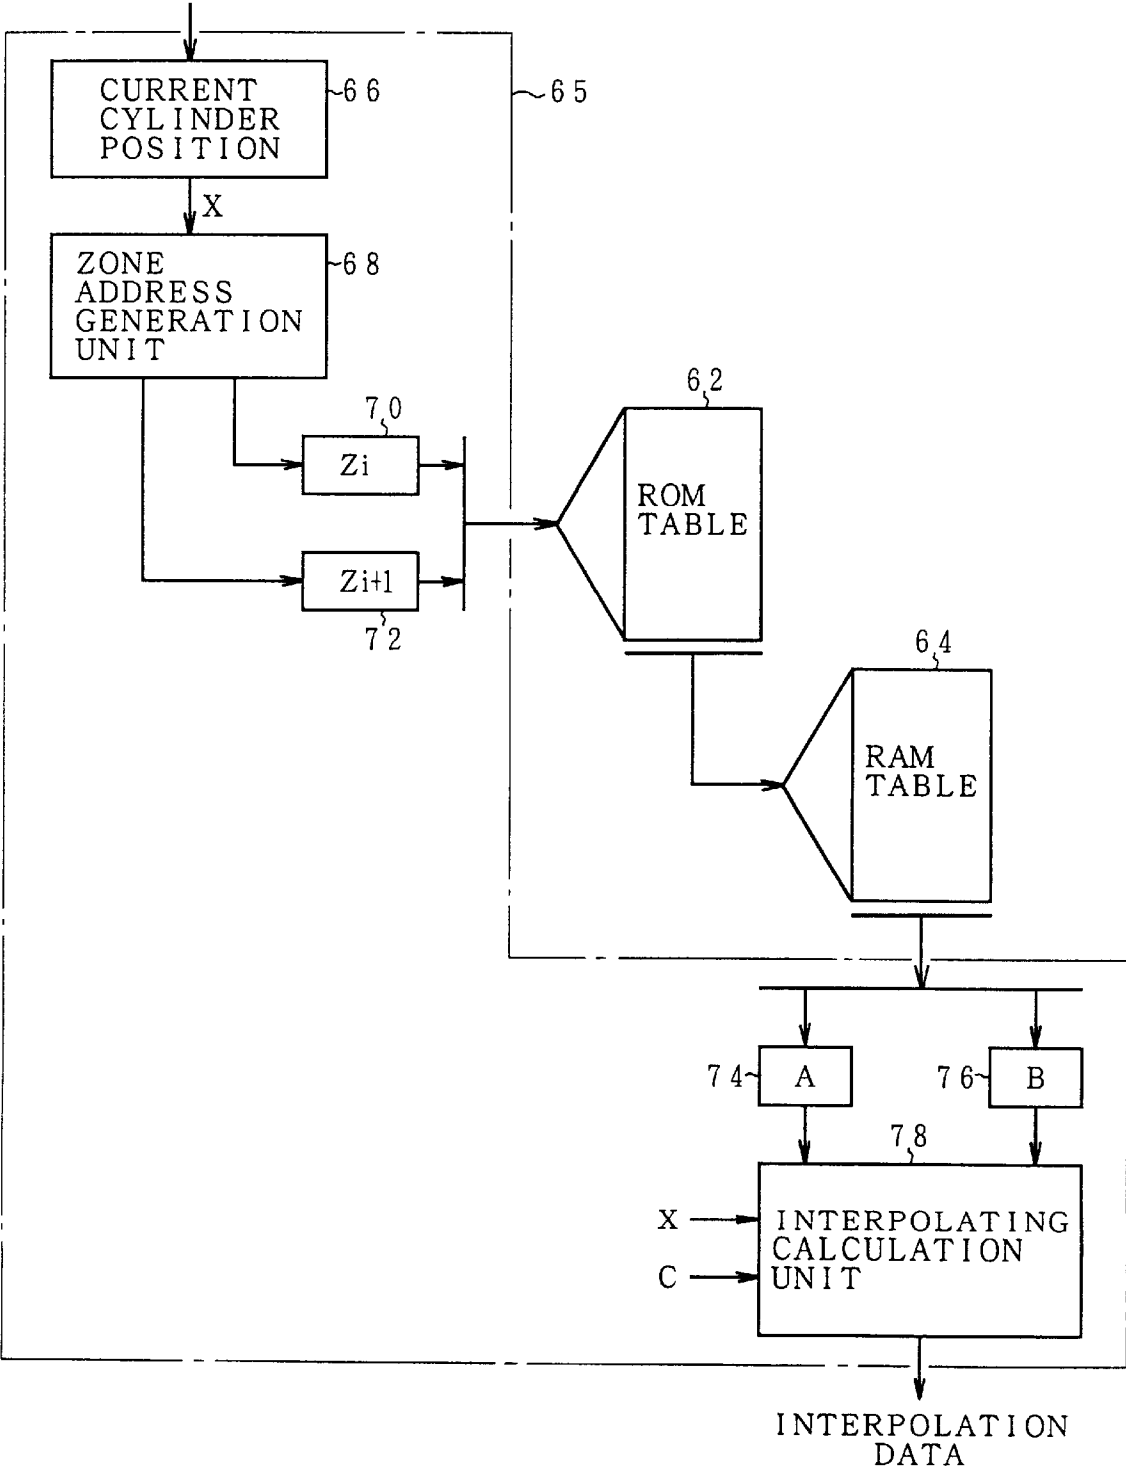 CURRENT
CYLINDER
POSITION
66
65
X
ZONE
ADDRESS
GENERATION
UNIT
68
70
Zi
Zi+1
72
62
ROM
TABLE
64
RAM
TABLE
74
A
76
B
78
X
C
INTERPOLATING
CALCULATION
UNIT
INTERPOLATION
DATA